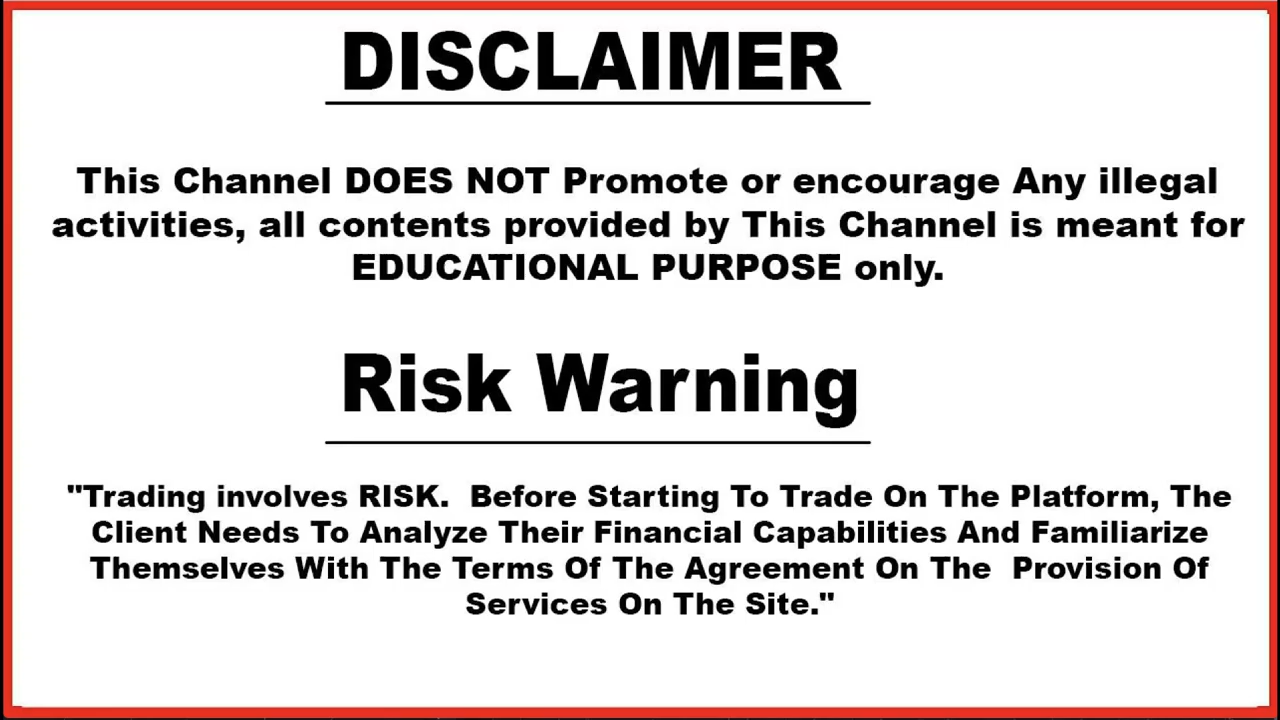 DISCLAIMER
This Channel DOES NOT Promote or encourage Any illegal
activities, all contents provided by This Channel is meant for
EDUCATIONAL PURPOSE only.
Risk Warning
"Trading involves RISK.  Before Starting To Trade On The Platform, The
Client Needs To Analyze Their Financial Capabilities And Familiarize
Themselves With The Terms Of The Agreement On The  Provision Of
Services On The Site."